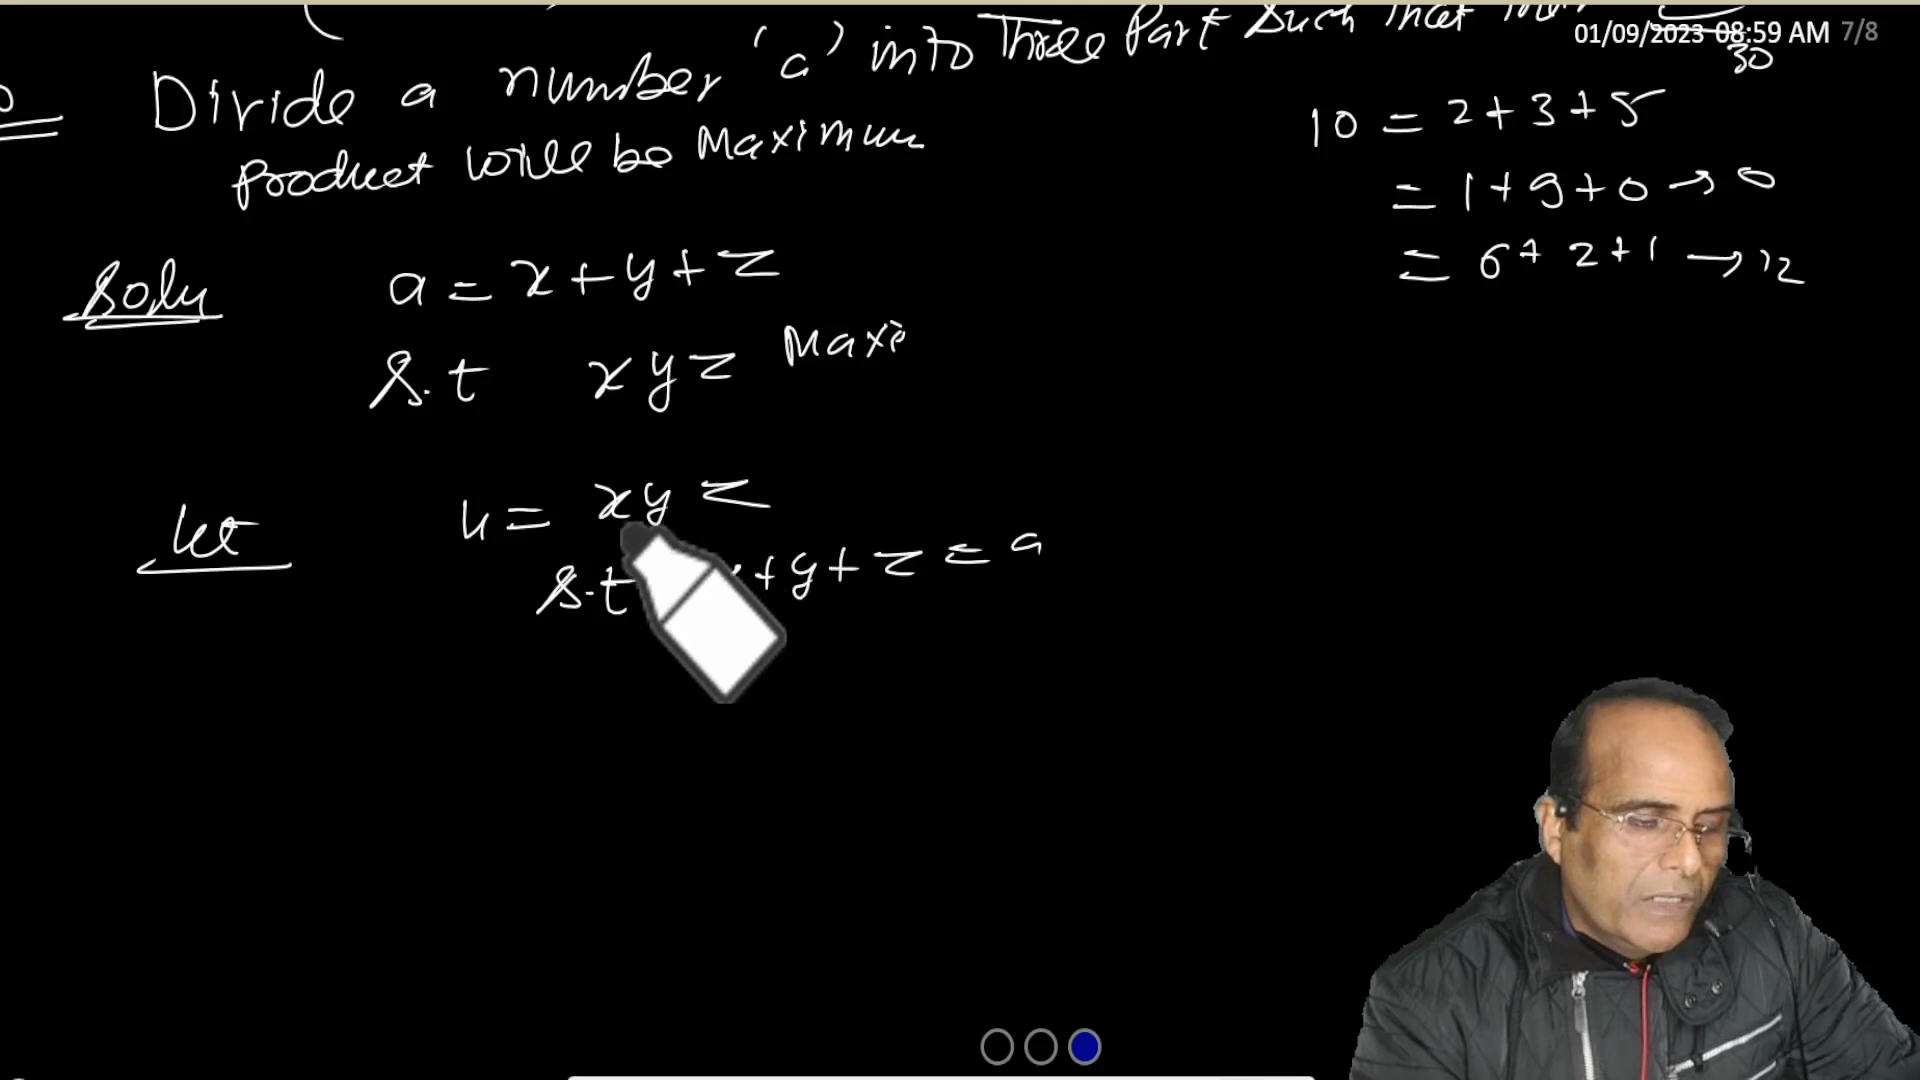 Divide a number 'a' into Three Part Such that
product will be Maximum
01/09/2023 08:59 AM 7/8
30
10 = 2+3+5
= 1+9+0 → 0
= 6+2+1 → 12
Soln a = x+y+z
S.t xyz Maxi
let u = xyz
S.t +y+z = a